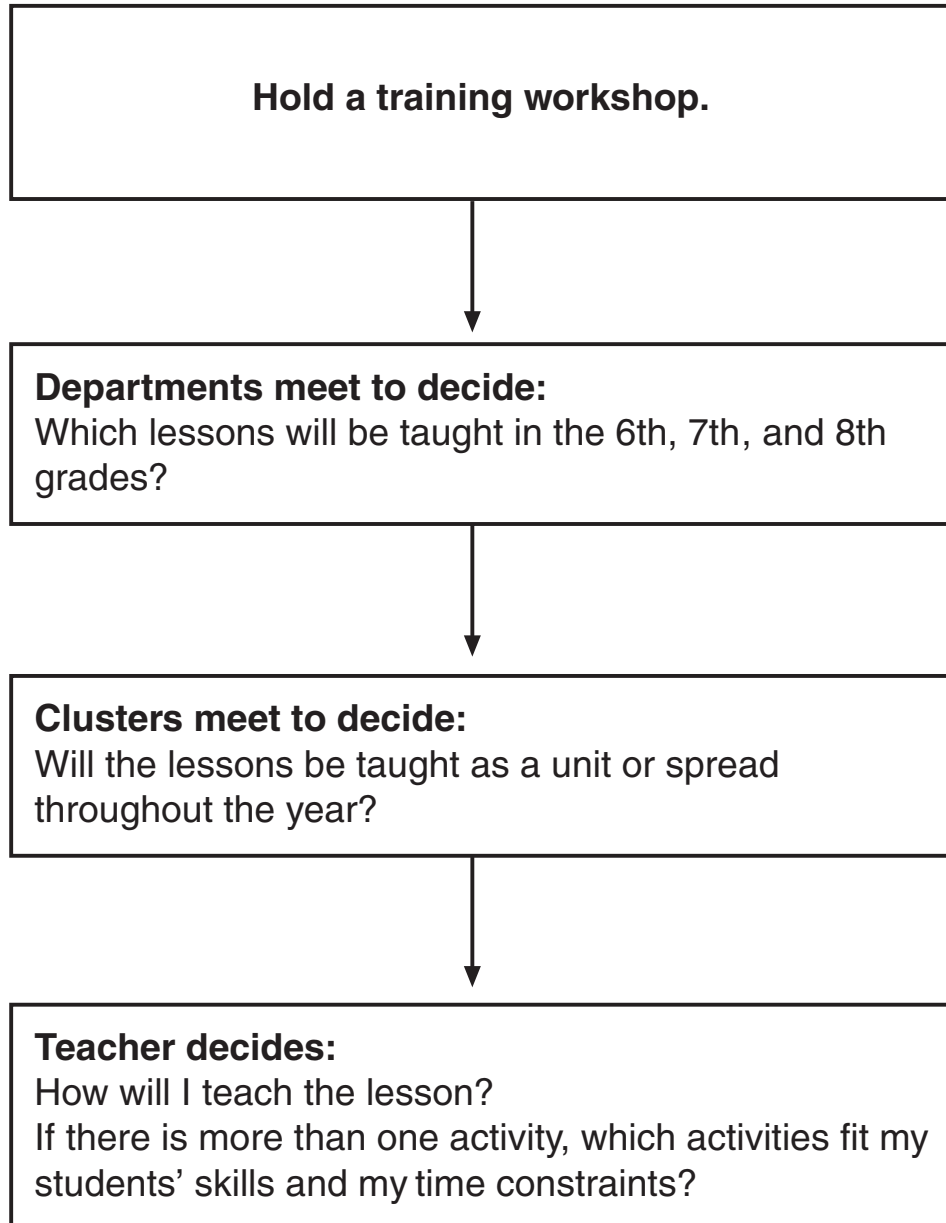 Hold a training workshop.
Departments meet to decide:
Which lessons will be taught in the 6th, 7th, and 8th
grades?
Clusters meet to decide:
Will the lessons be taught as a unit or spread
throughout the year?
Teacher decides:
How will I teach the lesson?
If there is more than one activity, which activities fit my
students’ skills and my time constraints?